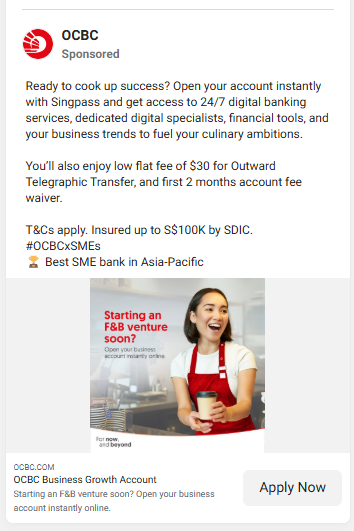 OCBC
Sponsored
Ready to cook up success? Open your account instantly
with Singpass and get access to 24/7 digital banking
services, dedicated digital specialists, financial tools, and
your business trends to fuel your culinary ambitions.
You'll also enjoy low flat fee of $30 for Outward
Telegraphic Transfer, and first 2 months account fee
waiver.
T&Cs apply. Insured up to S$100K by SDIC.
#OCBCxSMEs
🏆 Best SME bank in Asia-Pacific
Starting an
F&B venture
soon?
Open your business
account instantly online
For now,
and beyond
OCBC.COM
OCBC Business Growth Account
Starting an F&B venture soon? Open your business
account instantly online.
Apply Now